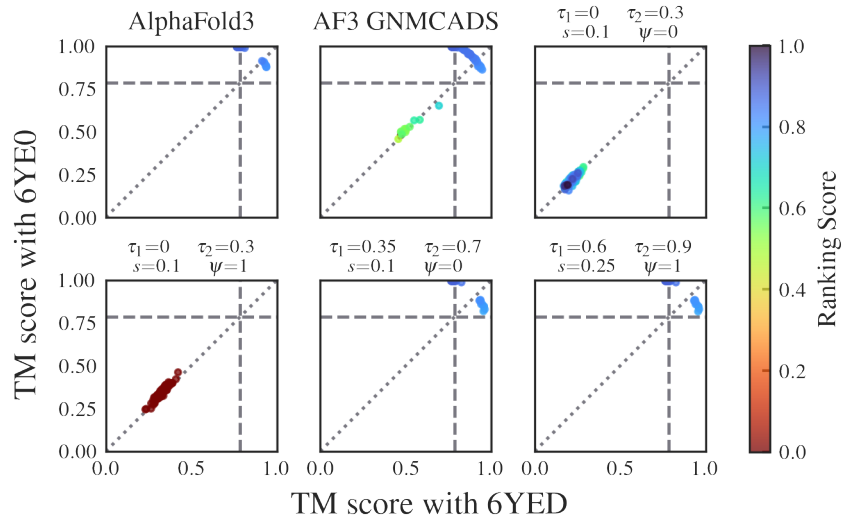 AlphaFold3
AF3 GNMCADS
τ1=0 τ2=0.3
s=0.1 ψ=0
1.00
0.75
0.50
0.25
0.00
TM score with 6YE0
τ1=0 τ2=0.3
s=0.1 ψ=1
τ1=0.35 τ2=0.7
s=0.1 ψ=0
τ1=0.6 τ2=0.9
s=0.25 ψ=1
1.00
0.75
0.50
0.25
0.00
0.0 0.5 1.0
0.0 0.5 1.0
0.0 0.5 1.0
TM score with 6YED
1.0
0.8
0.6
0.4
0.2
0.0
Ranking Score